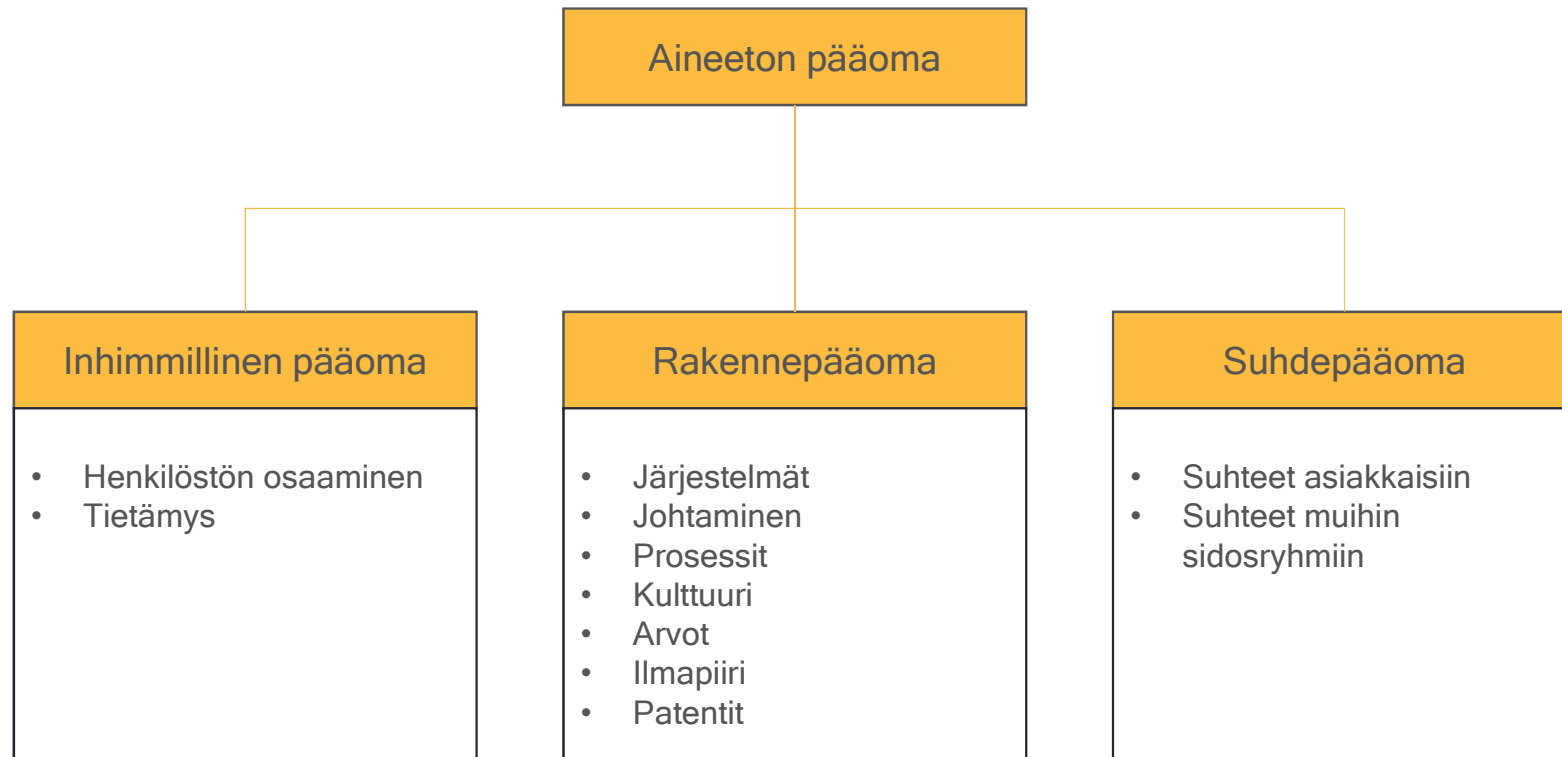 Aineeton pääoma
Inhimmillinen pääoma
• Henkilöstön osaaminen
• Tietämys
Rakennepääoma
• Järjestelmät
• Johtaminen
• Prosessit
• Kulttuuri
• Arvot
• Ilmapiiri
• Patentit
Suhdepääoma
• Suhteet asiakkaisiin
• Suhteet muihin
sidosryhmiin